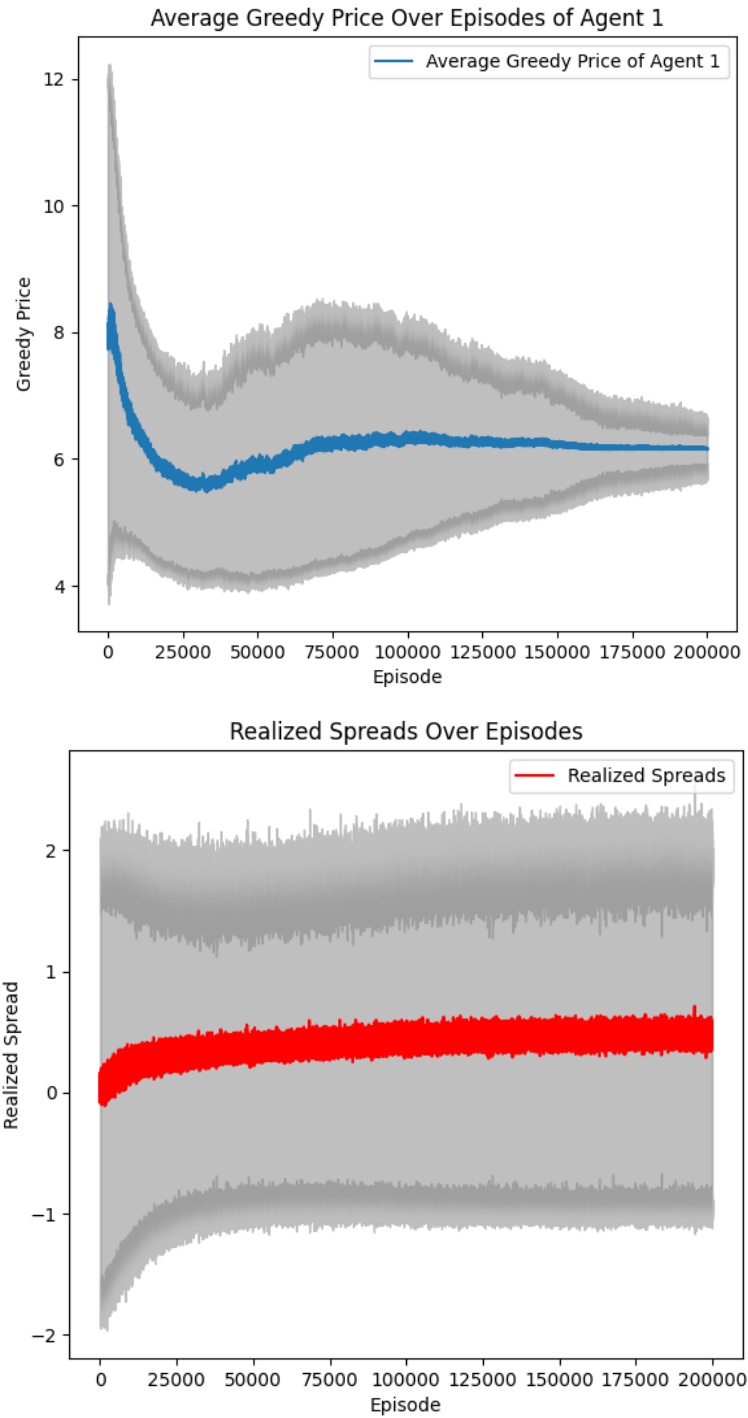 Average Greedy Price Over Episodes of Agent 1
Average Greedy Price of Agent 1
12
10
8
6
4
Greedy Price
0 25000 50000 75000 100000 125000 150000 175000 200000
Episode
Realized Spreads Over Episodes
Realized Spreads
2
1
0
−1
−2
Realized Spread
0 25000 50000 75000 100000 125000 150000 175000 200000
Episode